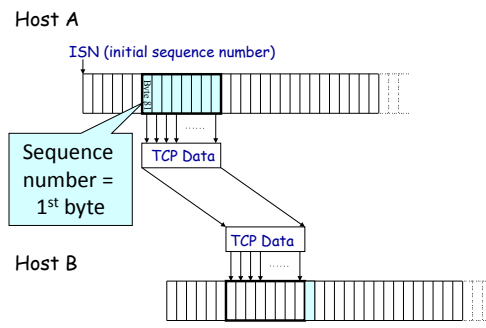 Host A
ISN (initial sequence number)
Byte 81
......
Sequence
number =
1st byte
TCP Data
TCP Data
Host B
......